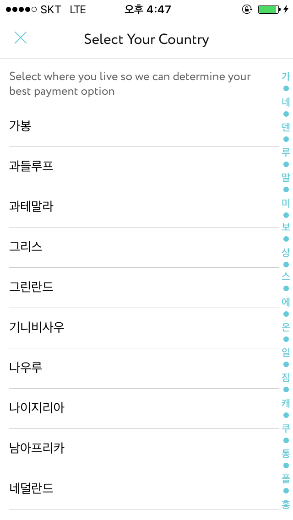 SKT LTE 오후 4:47
Select Your Country
Select where you live so we can determine your
best payment option
가봉
과들루프
과테말라
그리스
그린란드
기니비사우
나우루
나이지리아
남아프리카
네덜란드
가
네
덴
루
말
미
보
상
스
에
온
일
짐
캐
쿠
통
폴
홍